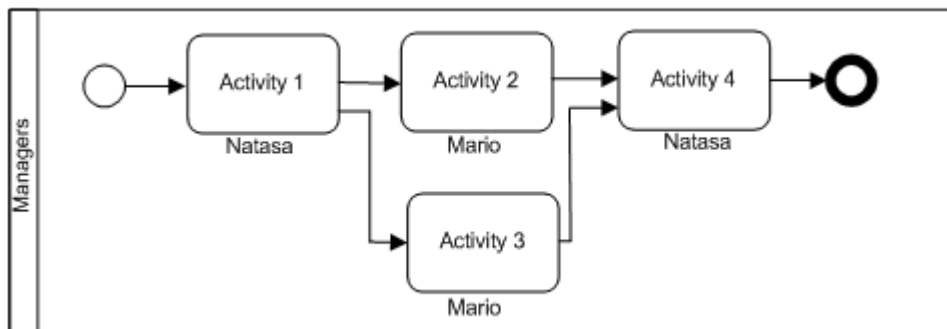 Managers
Activity 1
Natasa
Activity 2
Mario
Activity 4
Natasa
Activity 3
Mario